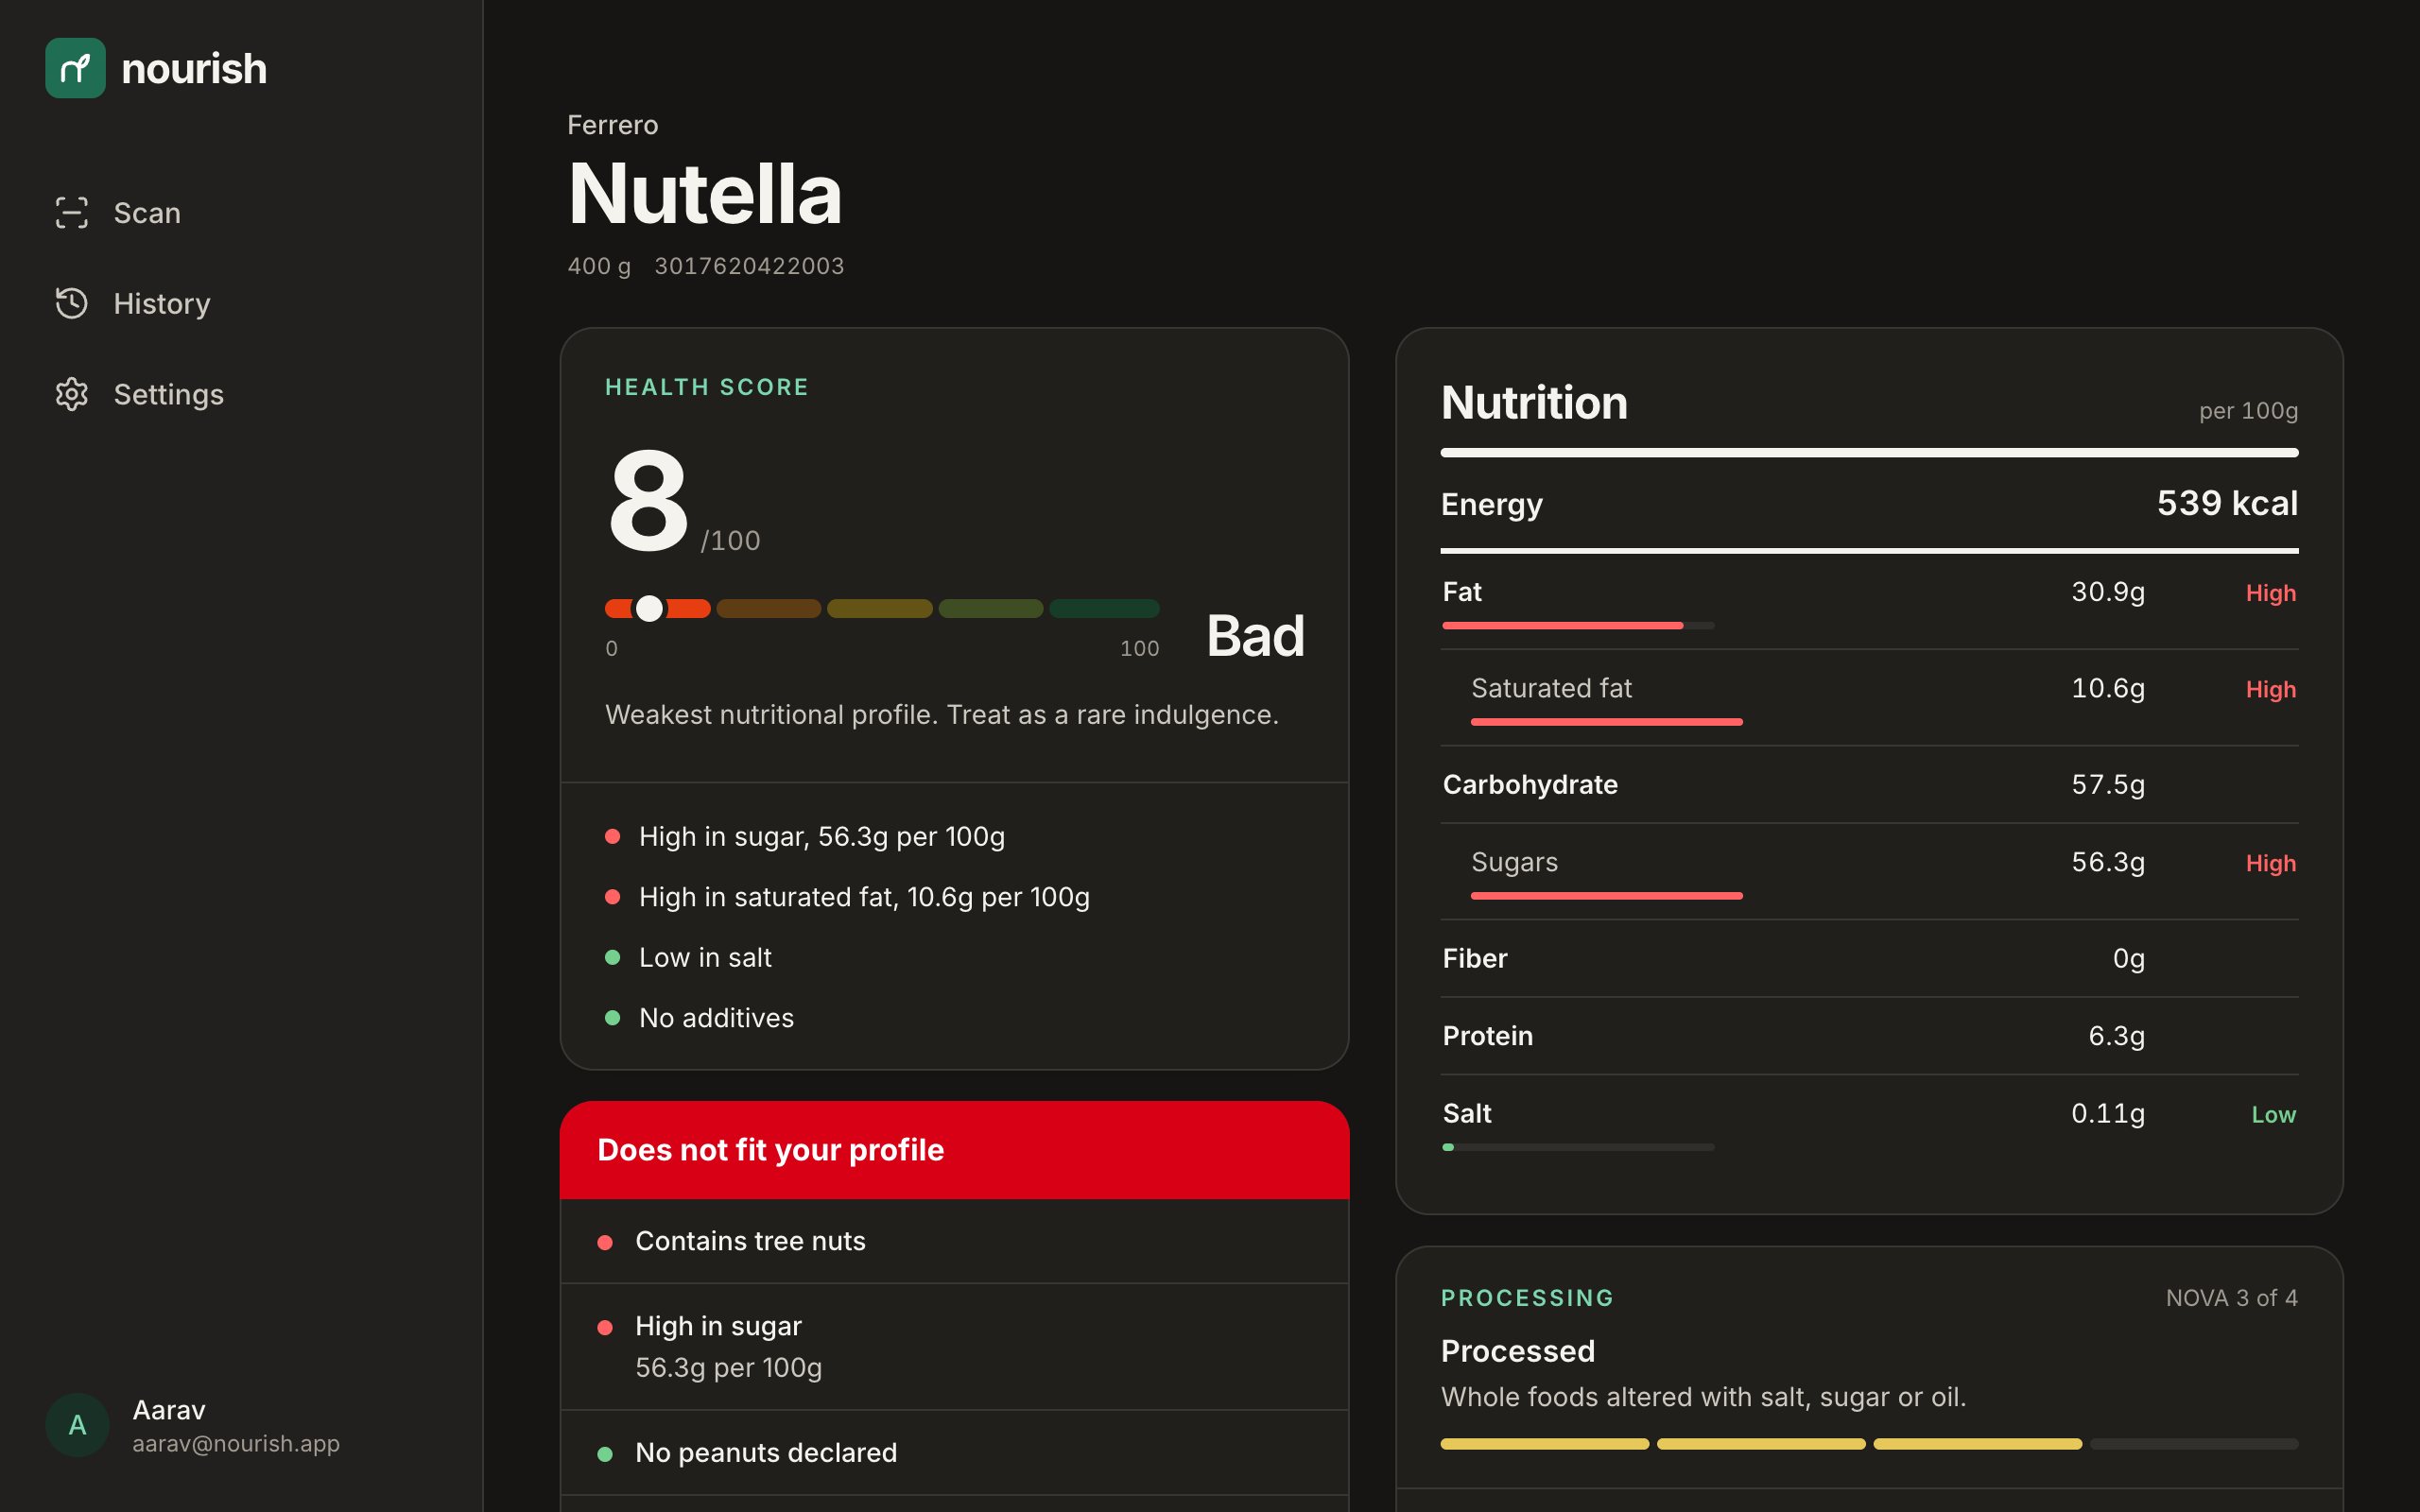 nourish
Scan
History
Settings
Aarav
aarav@nourish.app
A
Ferrero
Nutella
400 g 3017620422003
HEALTH SCORE
8 /100
0 100
Bad
Weakest nutritional profile. Treat as a rare indulgence.
High in sugar, 56.3g per 100g
High in saturated fat, 10.6g per 100g
Low in salt
No additives
Does not fit your profile
Contains tree nuts
High in sugar
56.3g per 100g
No peanuts declared
Nutrition per 100g
Energy 539 kcal
Fat 30.9g High
Saturated fat 10.6g High
Carbohydrate 57.5g
Sugars 56.3g High
Fiber 0g
Protein 6.3g
Salt 0.11g Low
PROCESSING NOVA 3 of 4
Processed
Whole foods altered with salt, sugar or oil.